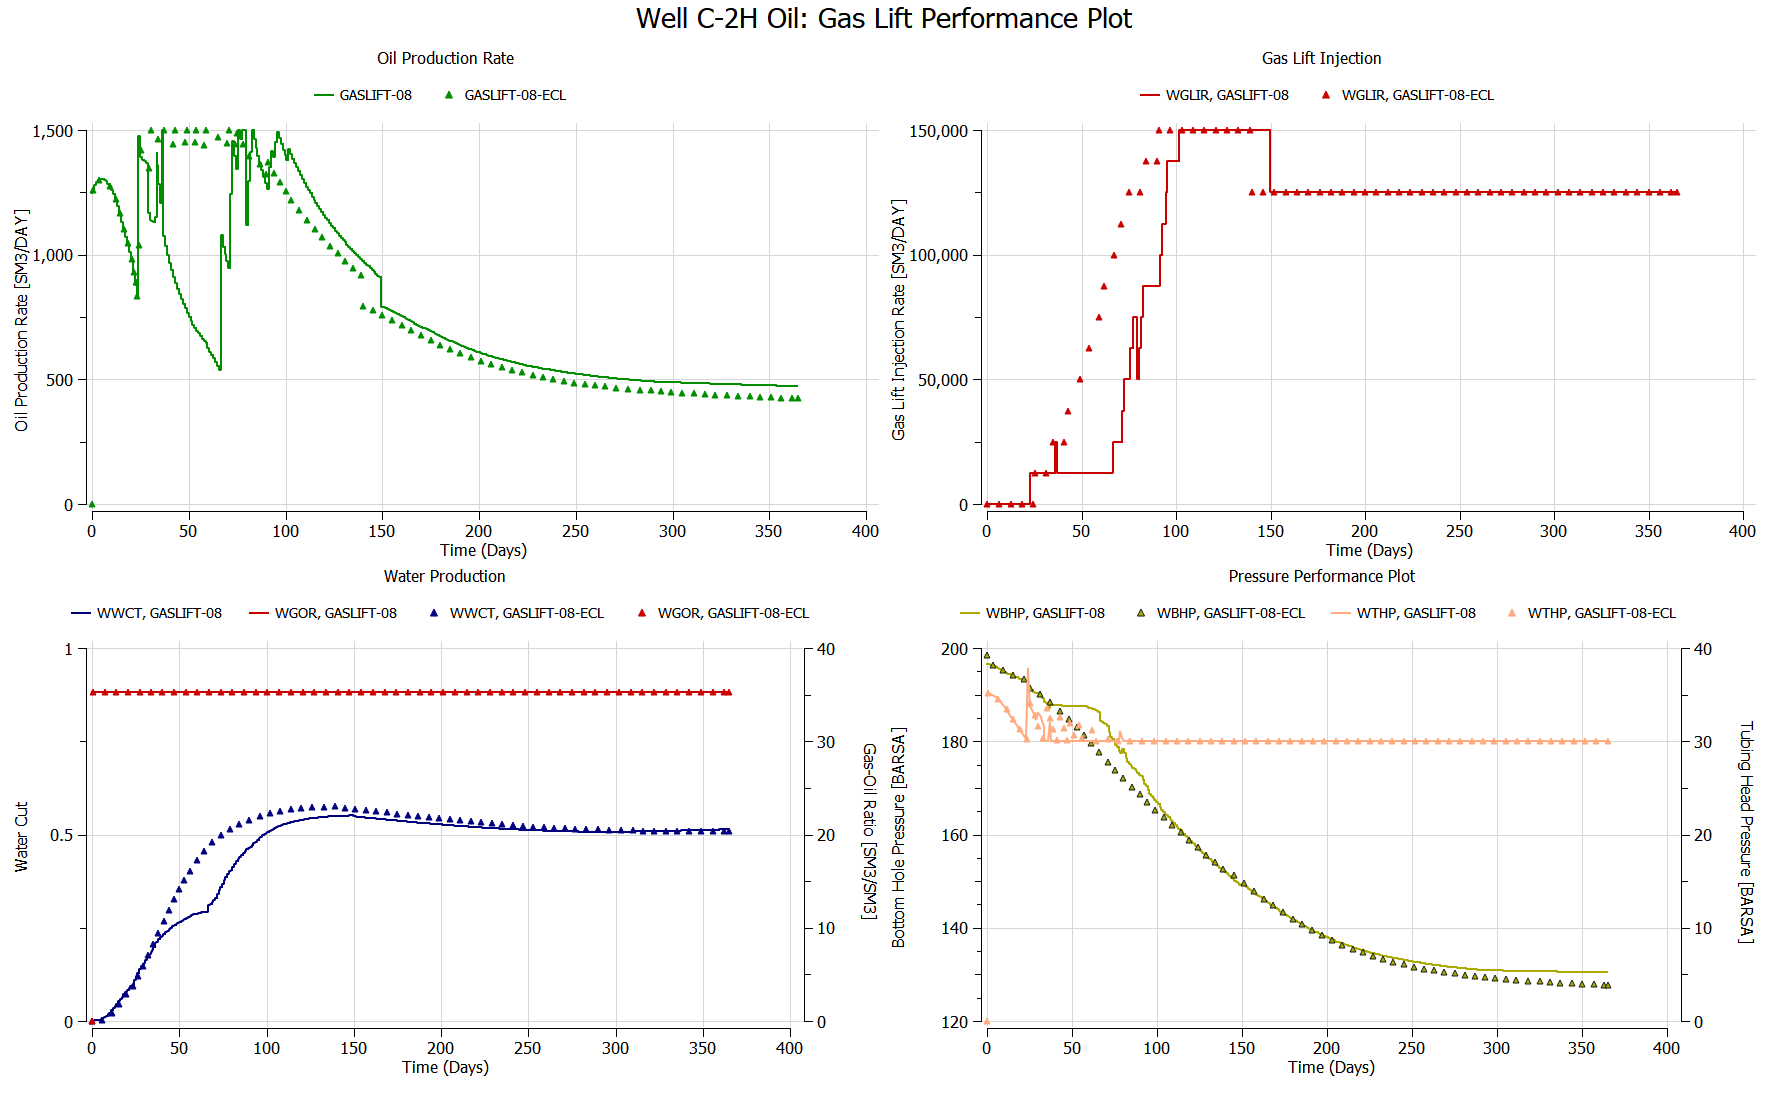 Well C-2H Oil: Gas Lift Performance Plot
Oil Production Rate
GASLIFT-08
GASLIFT-08-ECL
Oil Production Rate [SM3/DAY]
1,500
1,000
500
0
0 50 100 150 200 250 300 350 400
Time (Days)
Gas Lift Injection
WGLIR, GASLIFT-08
WGLIR, GASLIFT-08-ECL
Gas Lift Injection Rate [SM3/DAY]
150,000
100,000
50,000
0
0 50 100 150 200 250 300 350 400
Time (Days)
Water Production
WWCT, GASLIFT-08
WGOR, GASLIFT-08
WWCT, GASLIFT-08-ECL
WGOR, GASLIFT-08-ECL
Water Cut
1
0.5
0
40
30
20
10
0
Gas-Oil Ratio [SM3/SM3]
0 50 100 150 200 250 300 350 400
Time (Days)
Pressure Performance Plot
WBHP, GASLIFT-08
WBHP, GASLIFT-08-ECL
WTHP, GASLIFT-08
WTHP, GASLIFT-08-ECL
Bottom Hole Pressure [BARSA]
200
180
160
140
120
40
30
20
10
0
Tubing Head Pressure [BARSA]
0 50 100 150 200 250 300 350 400
Time (Days)